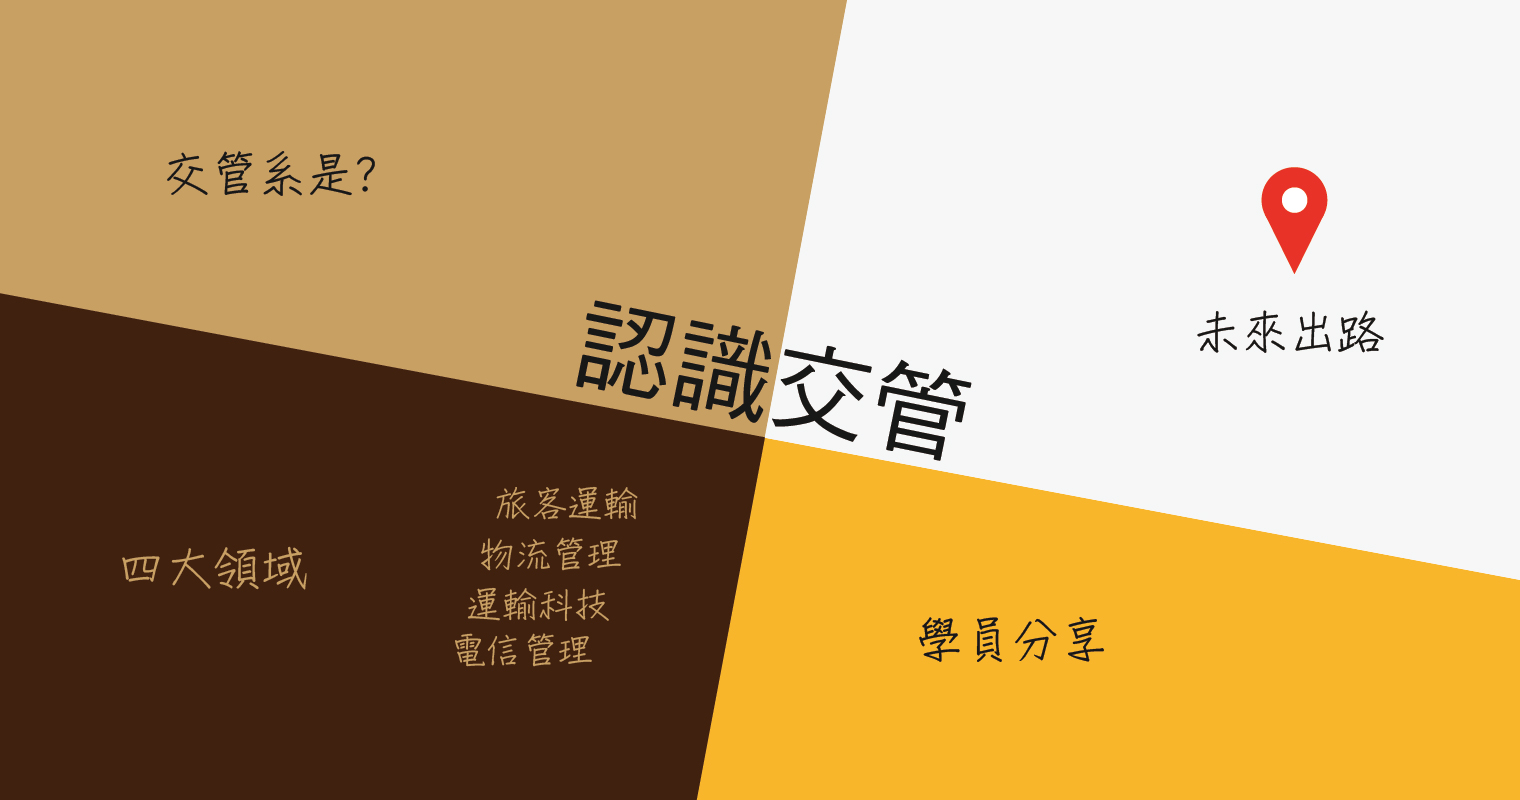 交管系是?
未來出路
認識交管
四大領域
旅客運輸
物流管理
運輸科技
電信管理
學員分享